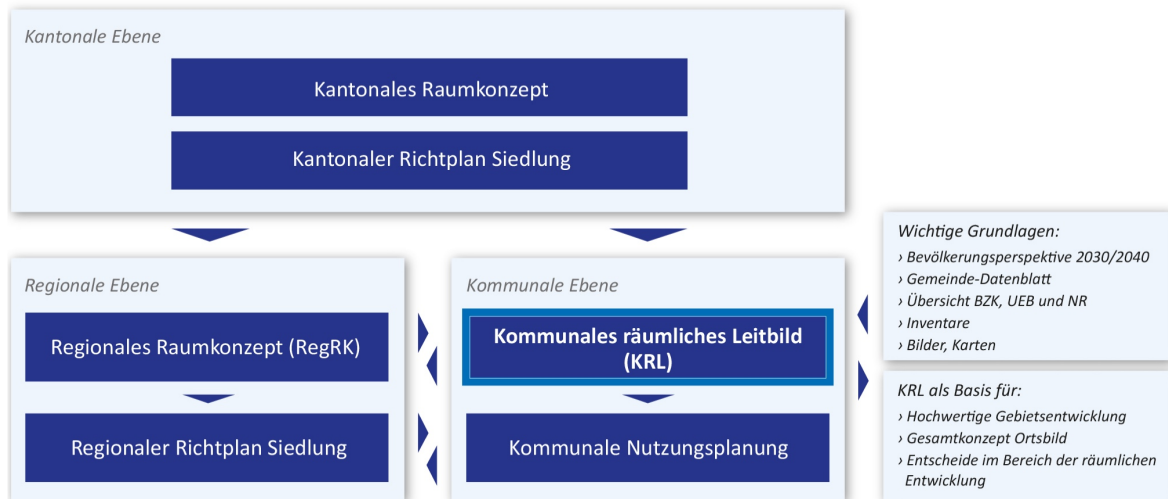 Kantonale Ebene
Kantonales Raumkonzept
Kantonaler Richtplan Siedlung
Regionale Ebene
Regionales Raumkonzept (RegRK)
Regionaler Richtplan Siedlung
Kommunale Ebene
Kommunales räumliches Leitbild
(KRL)
Kommunale Nutzungsplanung
Wichtige Grundlagen:
› Bevölkerungsperspektive 2030/2040
› Gemeinde-Datenblatt
› Übersicht BZK, UEB und NR
› Inventare
› Bilder, Karten
KRL als Basis für:
› Hochwertige Gebietsentwicklung
› Gesamtkonzept Ortsbild
› Entscheide im Bereich der räumlichen
Entwicklung